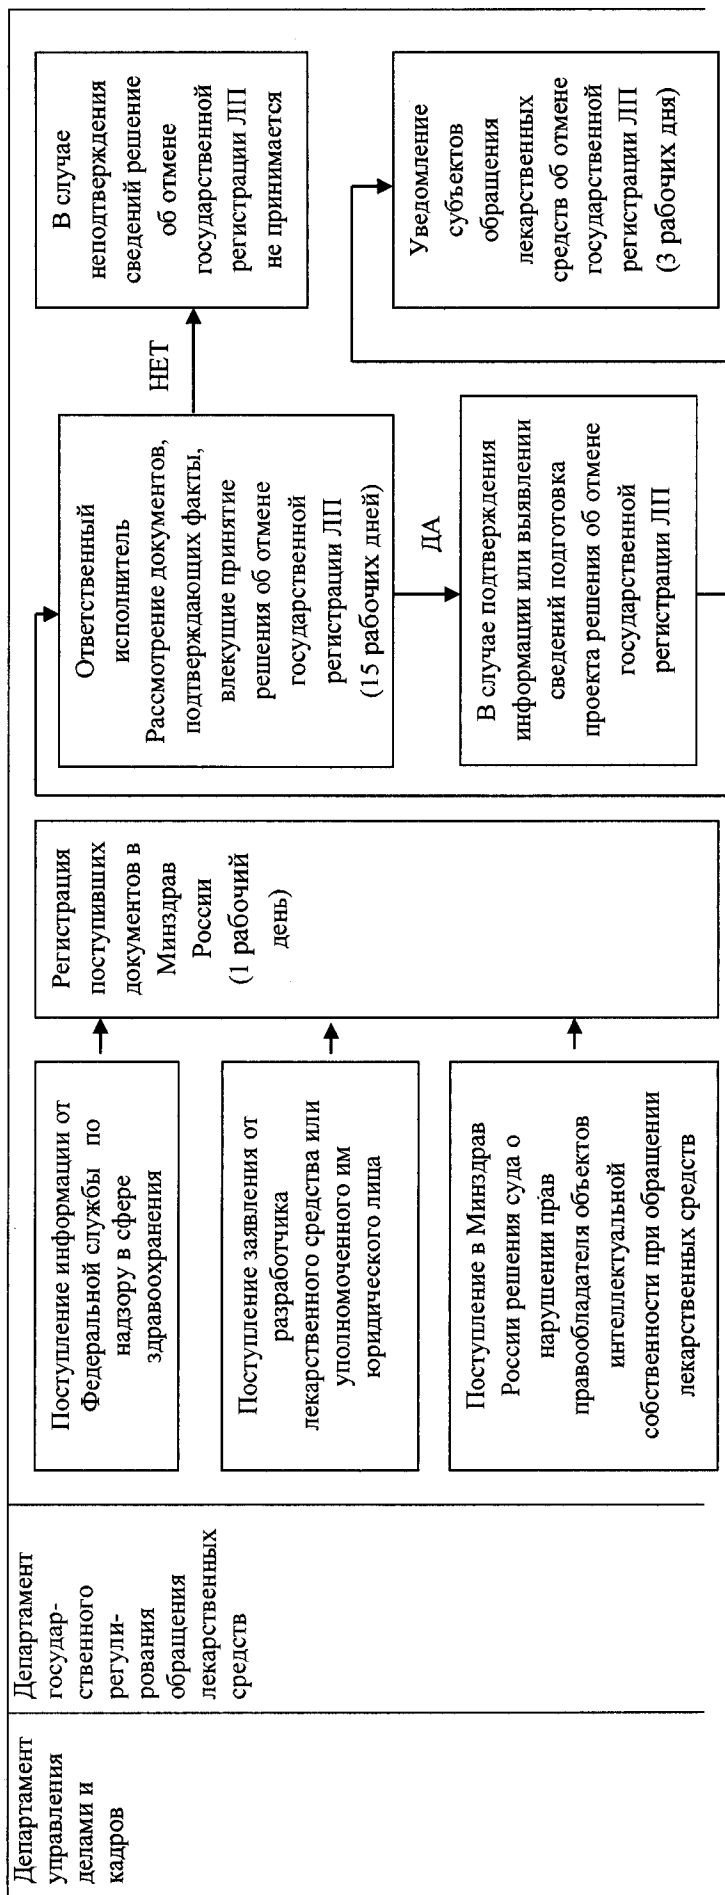 Департамент
управления
делами и
кадров
Департамент
государ-
ственного
регули-
рования
обращения
лекарственных
средств
Поступление информации от
Федеральной службы по
надзору в сфере
здравоохранения
Поступление заявления от
разработчика
лекарственного средства или
уполномоченного им
юридического лица
Поступление в Минздрав
России решения суда о
нарушении прав
правообладателя объектов
интеллектуальной
собственности при обращении
лекарственных средств
Регистрация
поступивших
документов в
Минздрав
России
(1 рабочий
день)
Ответственный
исполнитель
Рассмотрение документов,
подтверждающих факты,
влекущие принятие
решения об отмене
государственной
регистрации ЛП
(15 рабочих дней)
НЕТ
В случае
неподтверждения
сведений решение
об отмене
государственной
регистрации ЛП
не принимается
ДА
В случае подтверждения
информации или выявлении
сведений подготовка
проекта решения об отмене
государственной
регистрации ЛП
Уведомление
субъектов
обращения
лекарственных
средств об отмене
государственной
регистрации ЛП
(3 рабочих дня)